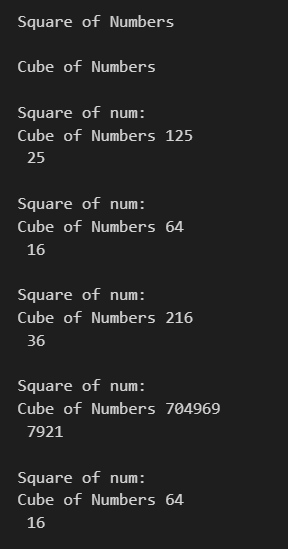 Square of Numbers
Cube of Numbers
Square of num:
Cube of Numbers 125
25
Square of num:
Cube of Numbers 64
16
Square of num:
Cube of Numbers 216
36
Square of num:
Cube of Numbers 704969
7921
Square of num:
Cube of Numbers 64
16